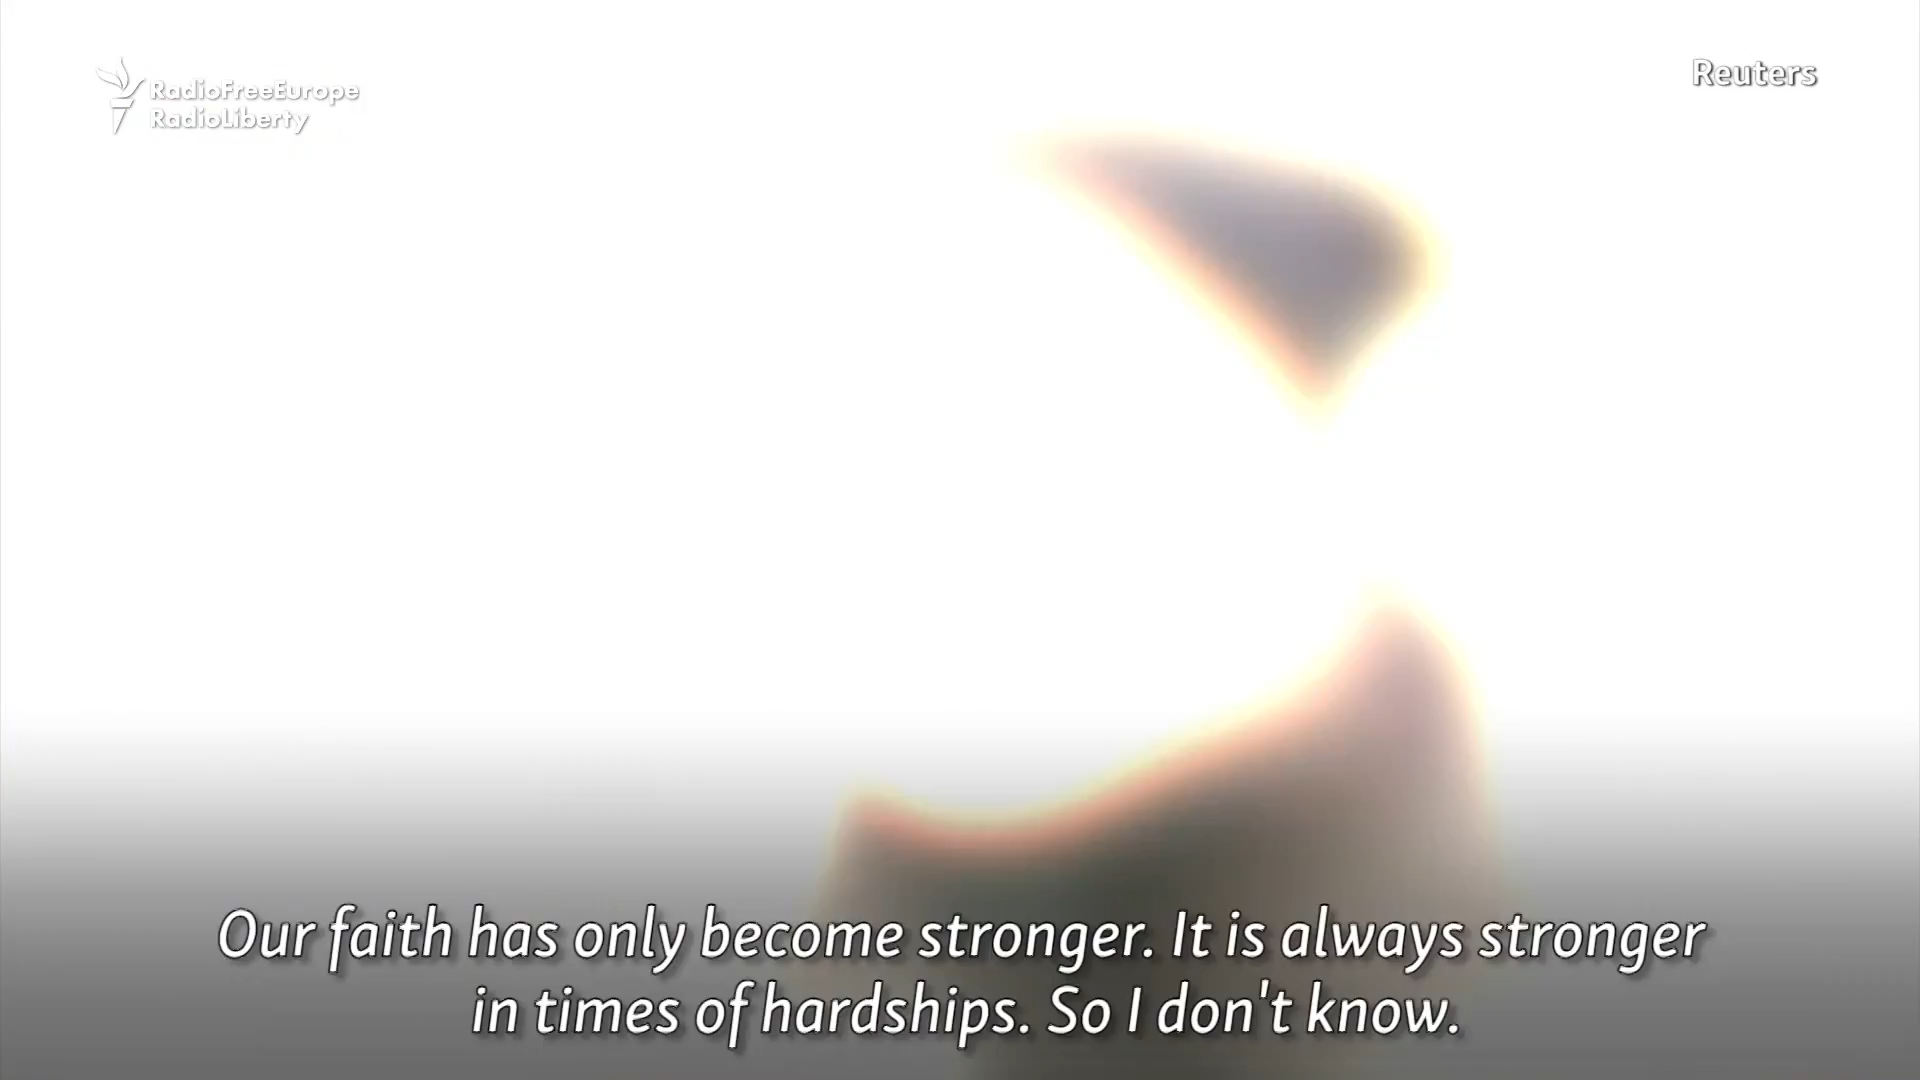 RadioFreeEurope
RadioLiberty
Reuters
Our faith has only become stronger. It is always stronger
in times of hardships. So I don't know.